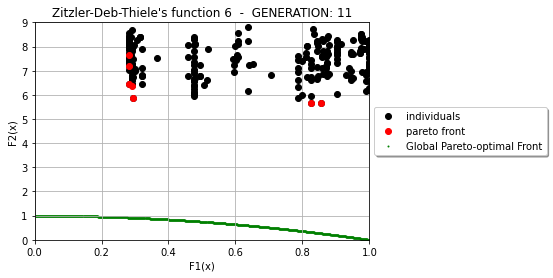 Zitzler-Deb-Thiele's function 6 - GENERATION: 11
9
8
7
6
5
4
3
2
1
0
F2(x)
0.0 0.2 0.4 0.6 0.8 1.0
F1(x)
individuals
pareto front
Global Pareto-optimal Front